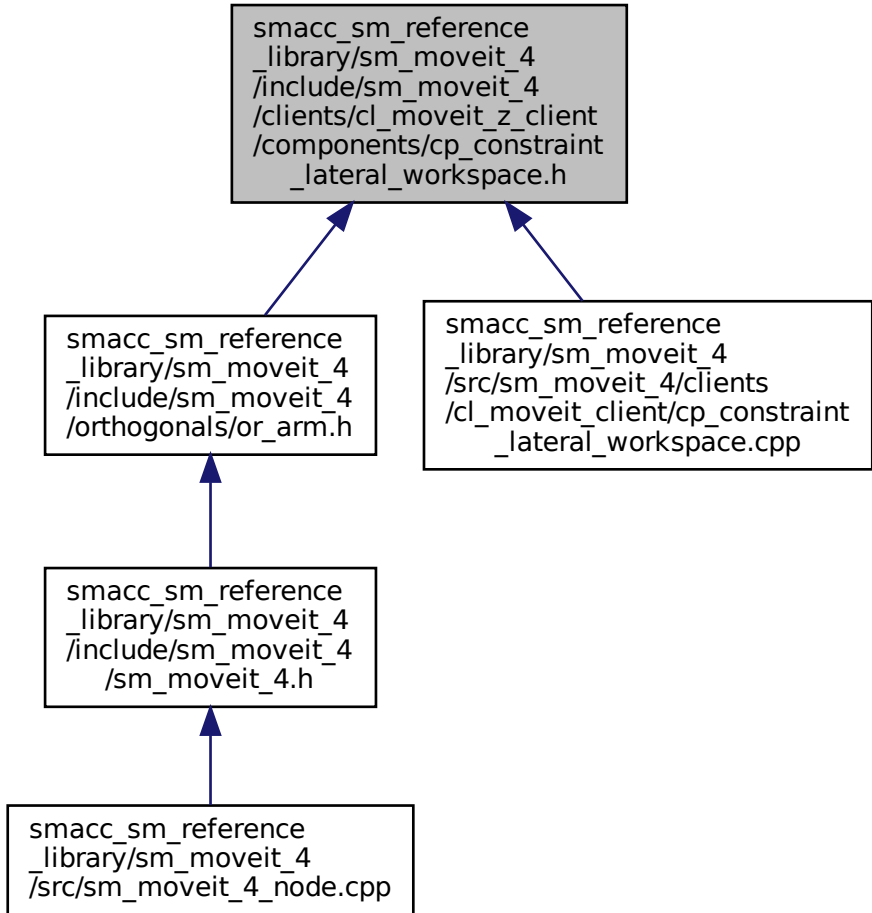 smacc_sm_reference
_library/sm_moveit_4
/include/sm_moveit_4
/clients/cl_moveit_z_client
/components/cp_constraint
_lateral_workspace.h
smacc_sm_reference
_library/sm_moveit_4
/include/sm_moveit_4
/orthogonals/or_arm.h
smacc_sm_reference
_library/sm_moveit_4
/src/sm_moveit_4/clients
/cl_moveit_client/cp_constraint
_lateral_workspace.cpp
smacc_sm_reference
_library/sm_moveit_4
/include/sm_moveit_4
/sm_moveit_4.h
smacc_sm_reference
_library/sm_moveit_4
/src/sm_moveit_4_node.cpp